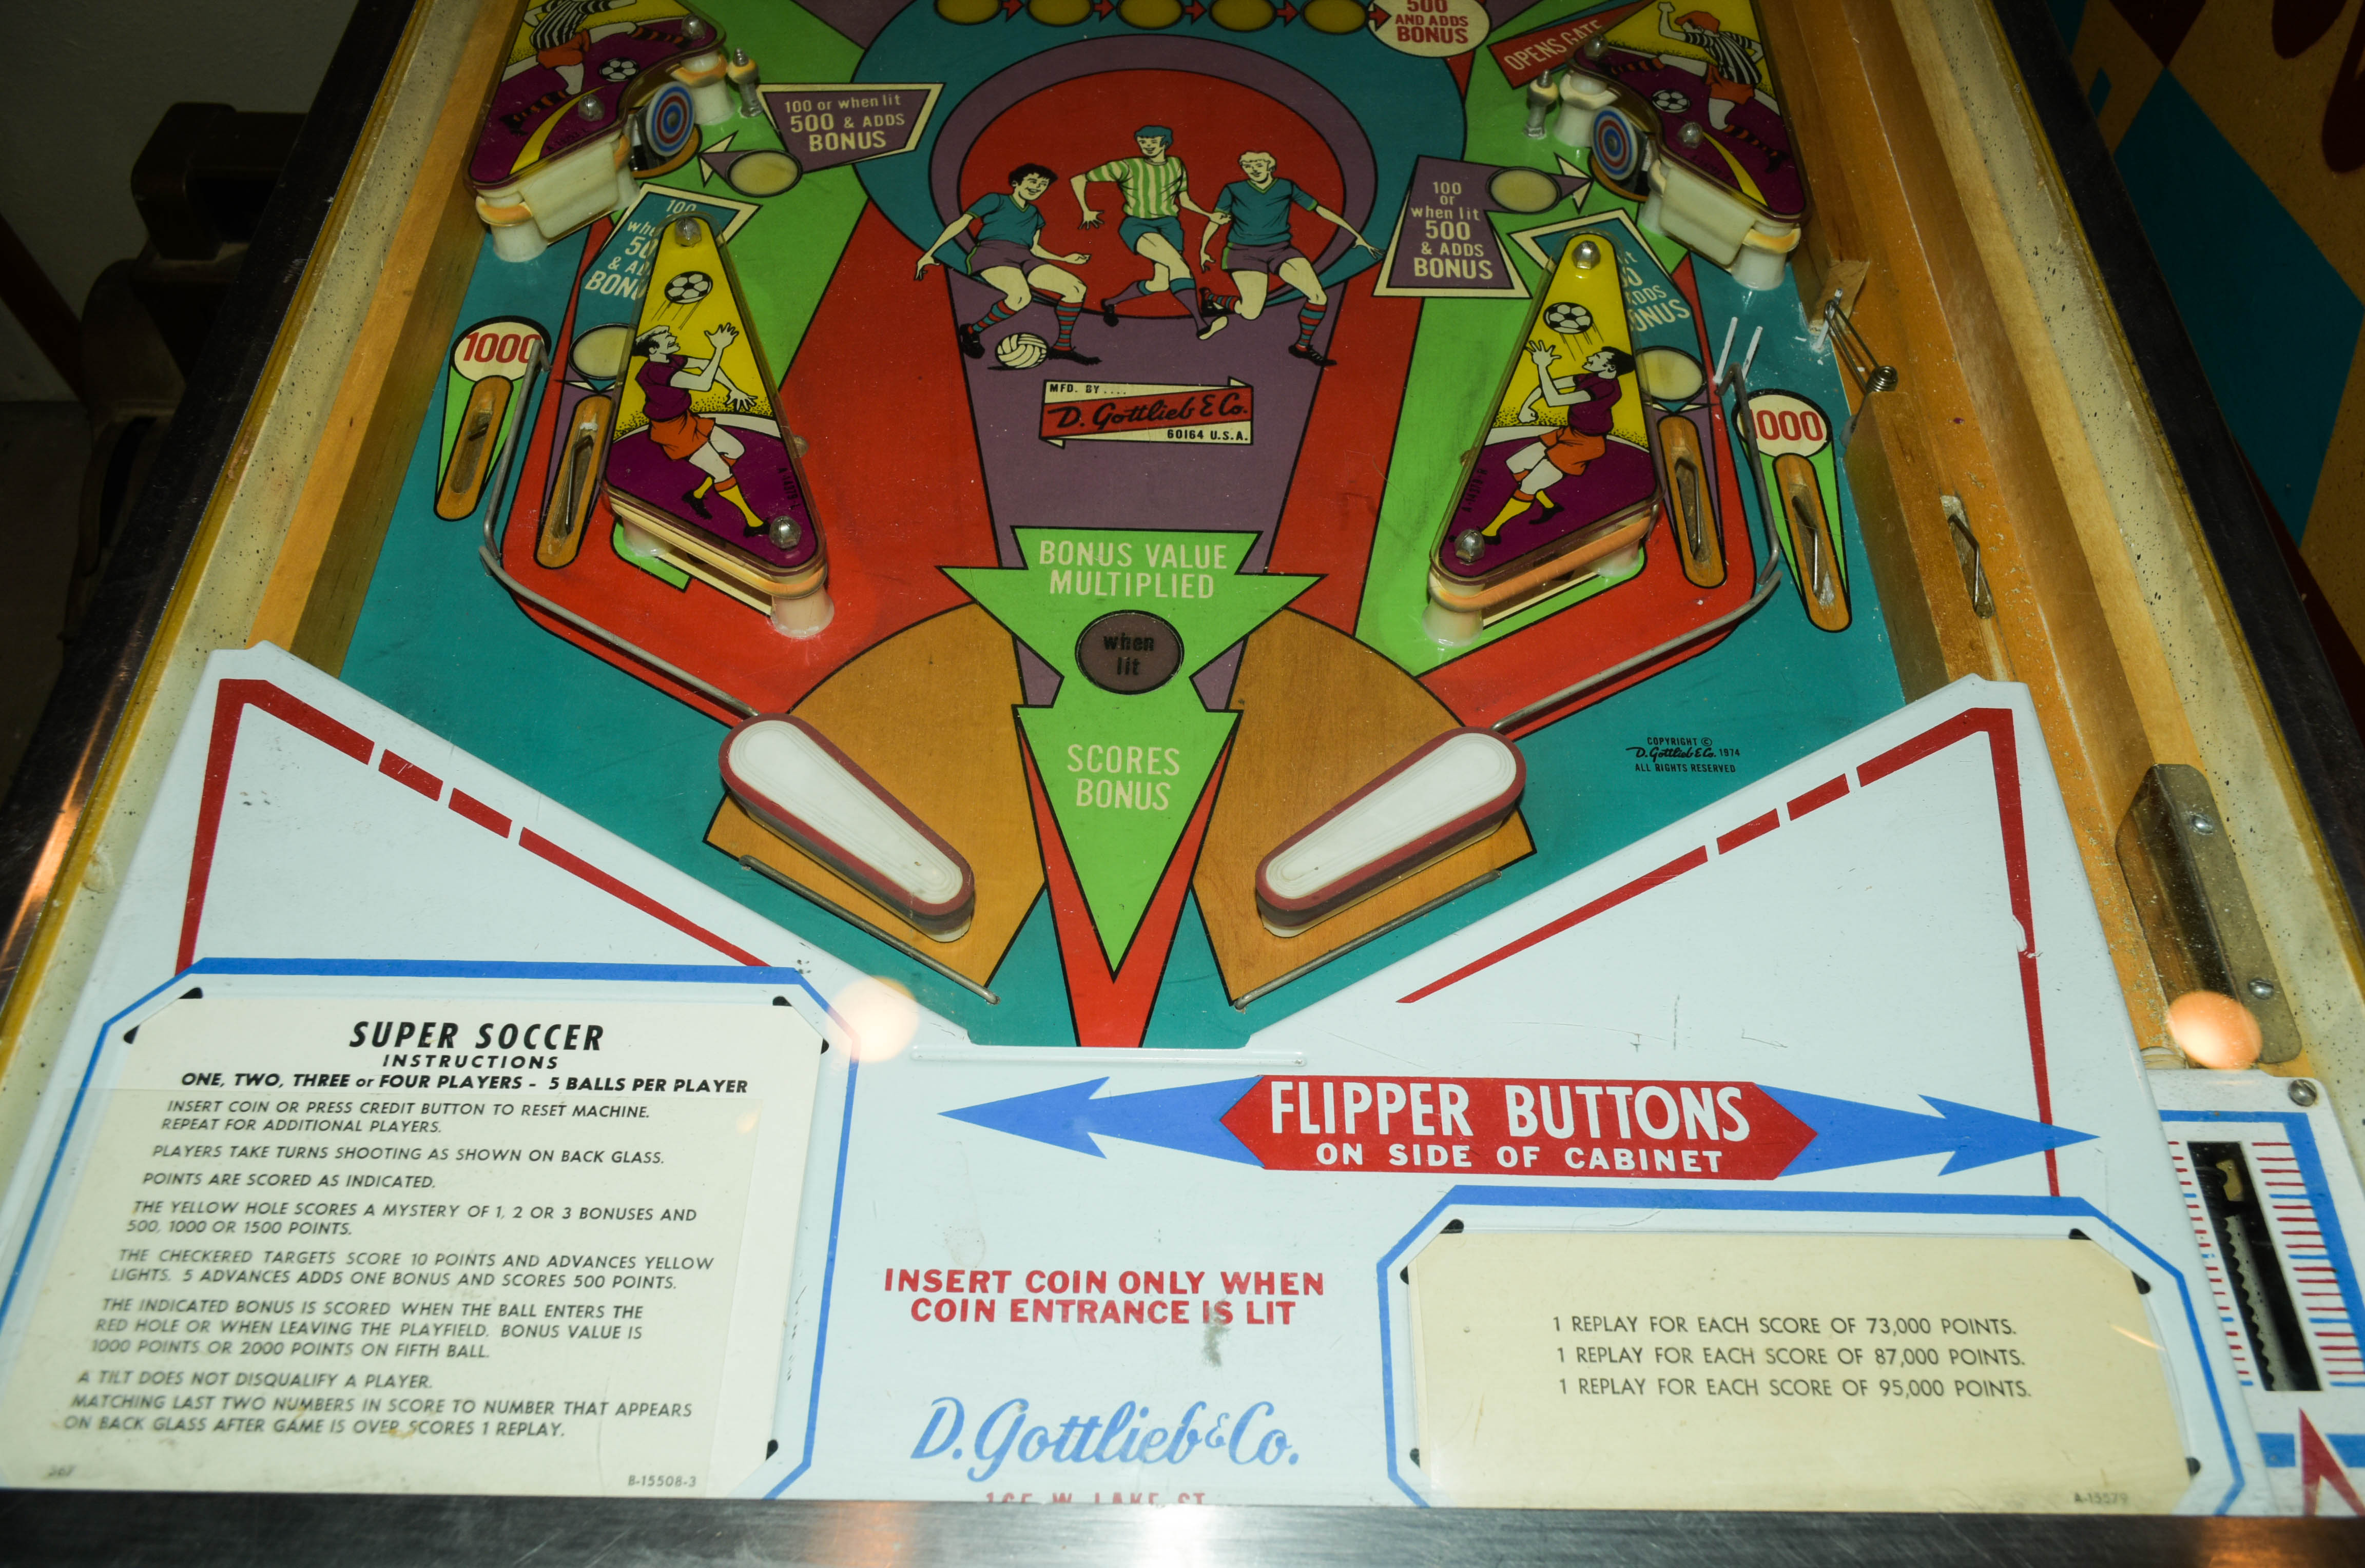 500
AND ADDS
BONUS
OPENS GATE
100 or when lit
500 & ADDS
BONUS
100
or
when lit
500
& ADDS
BONUS
100
& AD
BONU
ADDS
BONUS
1000
1000
MFD. BY....
D. Gottlieb & Co.
60164 U.S.A.
BONUS VALUE
MULTIPLIED
when
lit
SCORES
BONUS
COPYRIGHT ©
D. Gottlieb & Co. 1974
ALL RIGHTS RESERVED
SUPER SOCCER
INSTRUCTIONS
ONE, TWO, THREE or FOUR PLAYERS - 5 BALLS PER PLAYER
INSERT COIN OR PRESS CREDIT BUTTON TO RESET MACHINE.
REPEAT FOR ADDITIONAL PLAYERS.
PLAYERS TAKE TURNS SHOOTING AS SHOWN ON BACK GLASS.
POINTS ARE SCORED AS INDICATED.
THE YELLOW HOLE SCORES A MYSTERY OF 1, 2 OR 3 BONUSES AND
500, 1000 OR 1500 POINTS.
THE CHECKERED TARGETS SCORE 10 POINTS AND ADVANCES YELLOW
LIGHTS. 5 ADVANCES ADDS ONE BONUS AND SCORES 500 POINTS.
THE INDICATED BONUS IS SCORED WHEN THE BALL ENTERS THE
RED HOLE OR WHEN LEAVING THE PLAYFIELD. BONUS VALUE IS
1000 POINTS OR 2000 POINTS ON FIFTH BALL.
A TILT DOES NOT DISQUALIFY A PLAYER.
MATCHING LAST TWO NUMBERS IN SCORE TO NUMBER THAT APPEARS
ON BACK GLASS AFTER GAME IS OVER SCORES 1 REPLAY.
267
B-15508-3
FLIPPER BUTTONS
ON SIDE OF CABINET
INSERT COIN ONLY WHEN
COIN ENTRANCE IS LIT
D. Gottlieb & Co.
165 W. LAKE ST.
1 REPLAY FOR EACH SCORE OF 73,000 POINTS.
1 REPLAY FOR EACH SCORE OF 87,000 POINTS.
1 REPLAY FOR EACH SCORE OF 95,000 POINTS.
A-15579